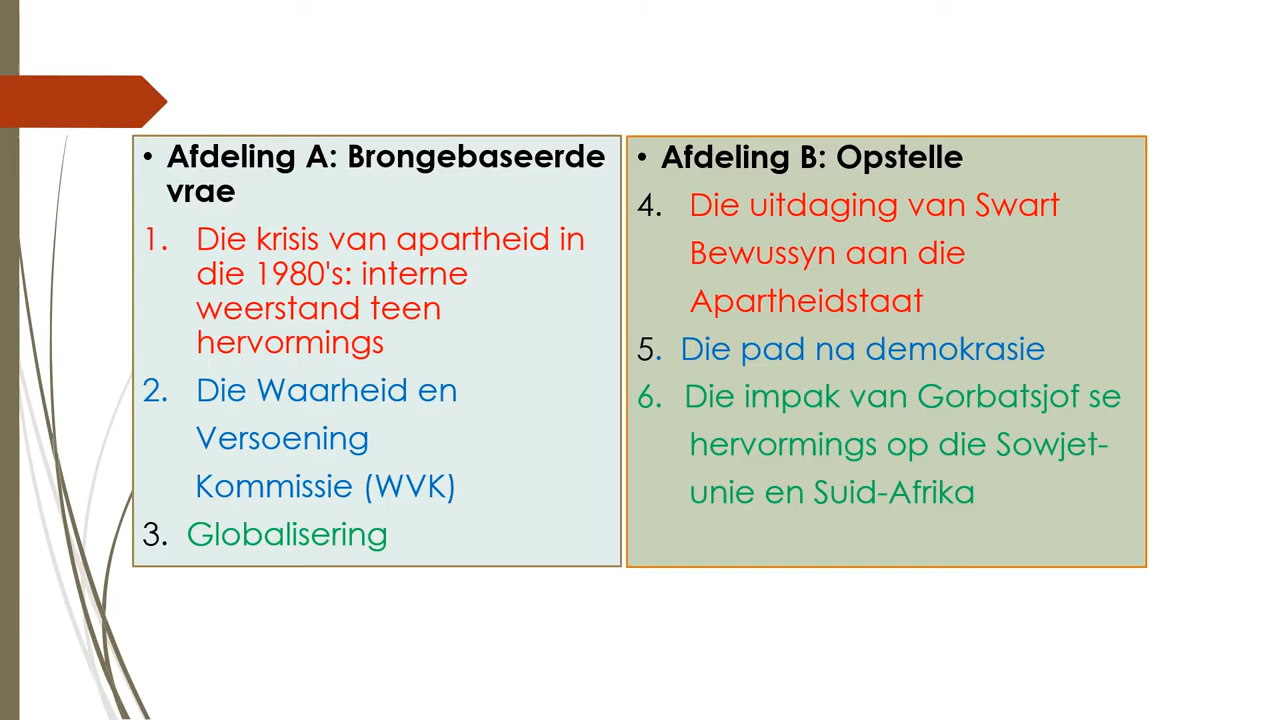 • Afdeling A: Brongebaseerde
vrae
1. Die krisis van apartheid in
die 1980's: interne
weerstand teen
hervormings
2. Die Waarheid en
Versoening
Kommissie (WVK)
3. Globalisering
• Afdeling B: Opstelle
4. Die uitdaging van Swart
Bewussyn aan die
Apartheidstaat
5. Die pad na demokrasie
6. Die impak van Gorbatsjof se
hervormings op die Sowjet-
unie en Suid-Afrika